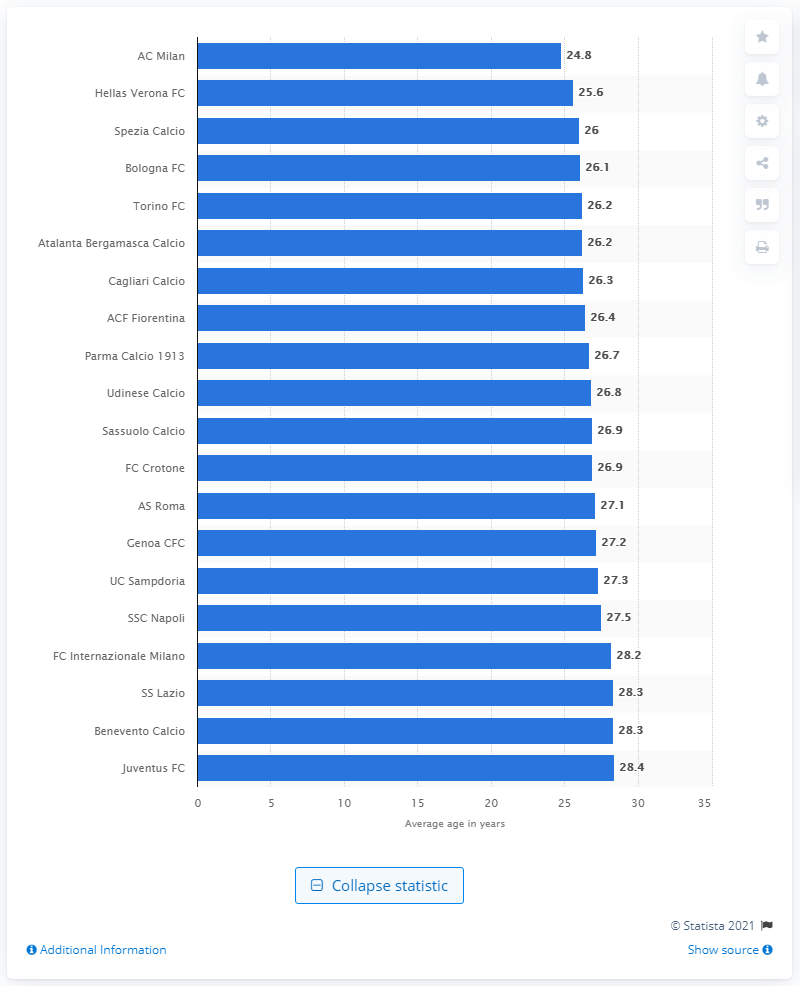 AC Milan 24.8
Hellas Verona FC 25.6
Spezia Calcio 26
Bologna FC 26.1
Torino FC 26.2
Atalanta Bergamasca Calcio 26.2
Cagliari Calcio 26.3
ACF Fiorentina 26.4
Parma Calcio 1913 26.7
Udinese Calcio 26.8
Sassuolo Calcio 26.9
FC Crotone 26.9
AS Roma 27.1
Genoa CFC 27.2
UC Sampdoria 27.3
SSC Napoli 27.5
FC Internazionale Milano 28.2
SS Lazio 28.3
Benevento Calcio 28.3
Juventus FC 28.4
0 5 10 15 20 25 30 35
Average age in years
Collapse statistic
© Statista 2021
Additional Information Show source